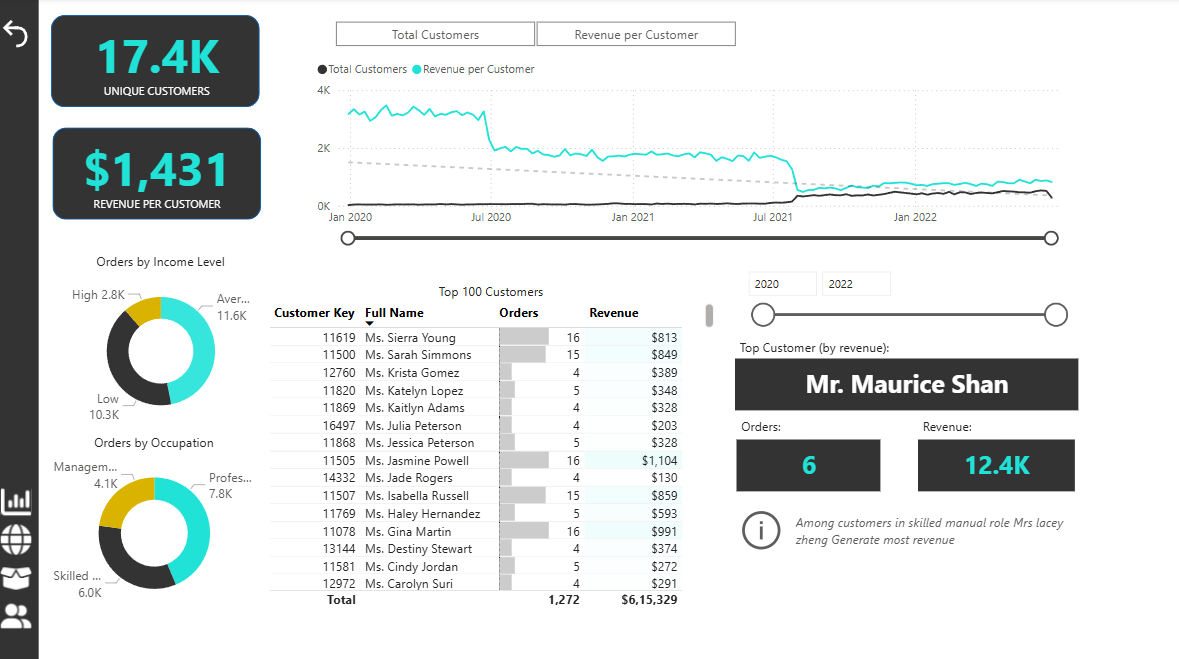 17.4K
UNIQUE CUSTOMERS
$1,431
REVENUE PER CUSTOMER
Total Customers
Revenue per Customer
Total Customers Revenue per Customer
4K
2K
0K
Jan 2020 Jul 2020 Jan 2021 Jul 2021 Jan 2022
Orders by Income Level
High 2.8K
Aver...
11.6K
Low
10.3K
Orders by Occupation
Managem...
4.1K
Profes...
7.8K
Skilled ...
6.0K
Top 100 Customers
Customer Key Full Name Orders Revenue
11619 Ms. Sierra Young 16 $813
11500 Ms. Sarah Simmons 15 $849
12760 Ms. Krista Gomez 4 $389
11820 Ms. Katelyn Lopez 5 $348
11869 Ms. Kaitlyn Adams 4 $328
16497 Ms. Julia Peterson 4 $203
11868 Ms. Jessica Peterson 5 $328
11505 Ms. Jasmine Powell 16 $1,104
14332 Ms. Jade Rogers 4 $130
11507 Ms. Isabella Russell 15 $859
11769 Ms. Haley Hernandez 5 $593
11078 Ms. Gina Martin 16 $991
13144 Ms. Destiny Stewart 4 $374
11581 Ms. Cindy Jordan 5 $272
12972 Ms. Carolyn Suri 4 $291
Total 1,272 $6,15,329
2020 2022
Top Customer (by revenue):
Mr. Maurice Shan
Orders: Revenue:
6 12.4K
Among customers in skilled manual role Mrs lacey
zheng Generate most revenue